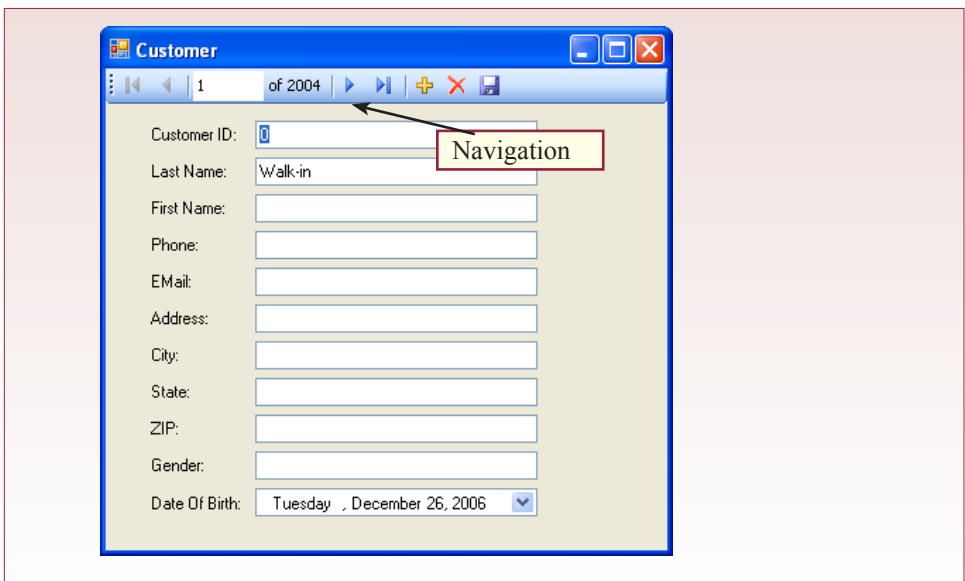 Customer
1 of 2004
Customer ID: 0
Navigation
Last Name: Walk-in
First Name:
Phone:
EMail:
Address:
City:
State:
ZIP:
Gender:
Date Of Birth: Tuesday , December 26, 2006